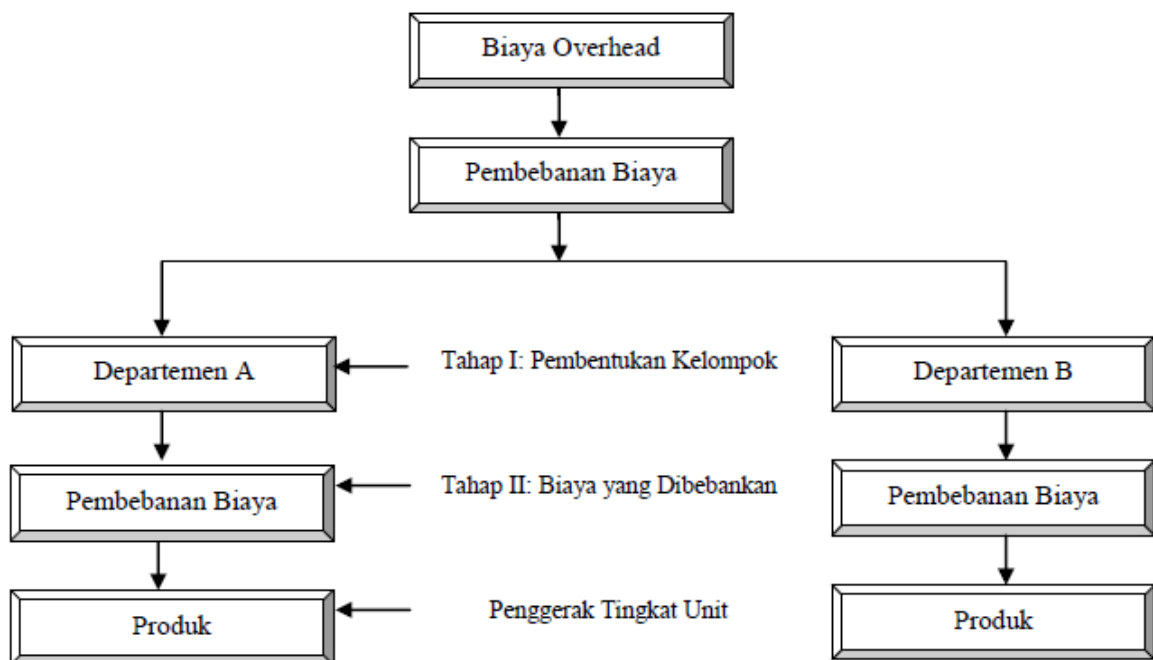 Biaya Overhead
Pembebanan Biaya
Departemen A
Tahap I: Pembentukan Kelompok
Departemen B
Pembebanan Biaya
Tahap II: Biaya yang Dibebankan
Pembebanan Biaya
Produk
Penggerak Tingkat Unit
Produk